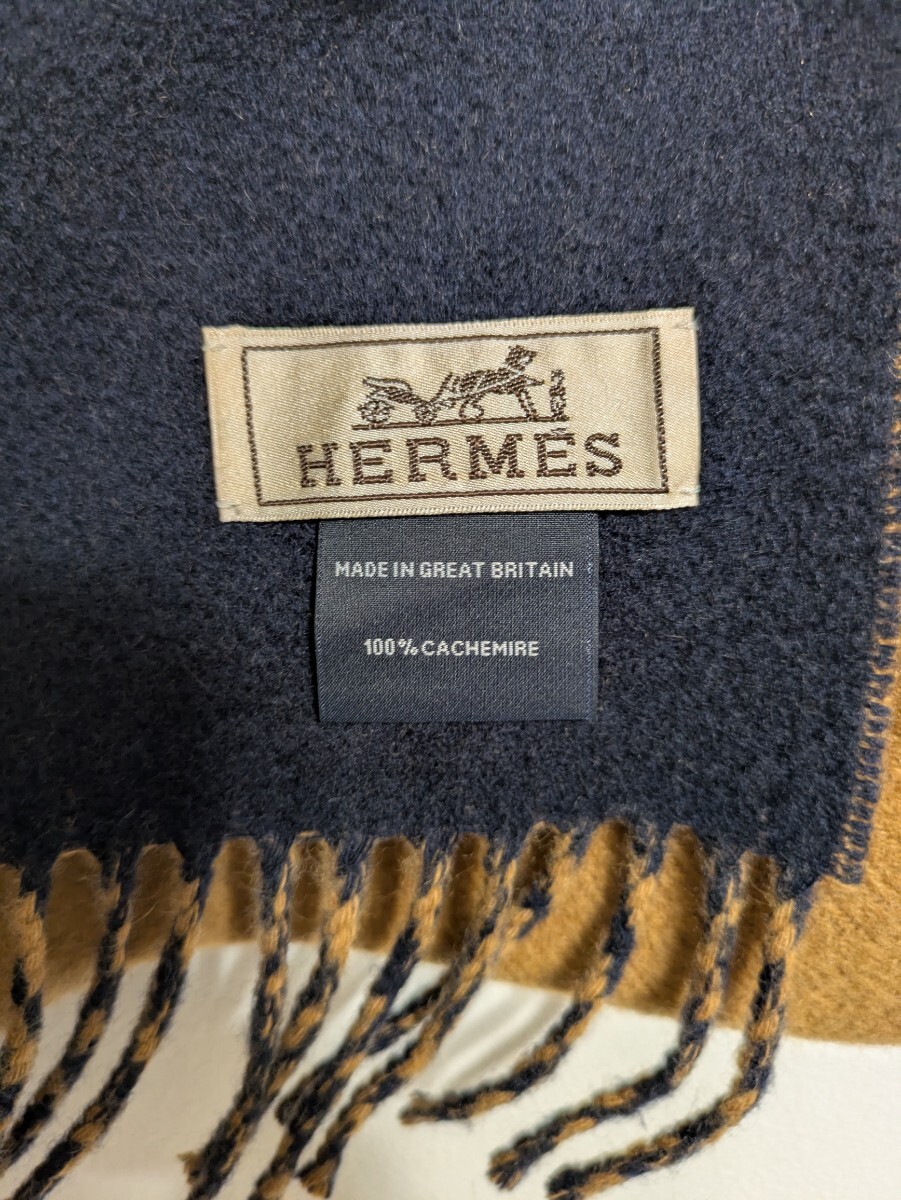 HERMÈS
MADE IN GREAT BRITAIN
100% CACHEMIRE